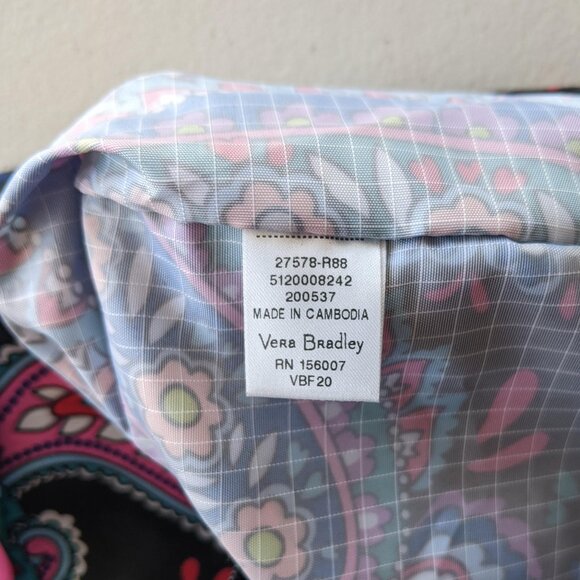 27578-R88
5120008242
200537
MADE IN CAMBODIA
Vera Bradley
RN 156007
VBF20